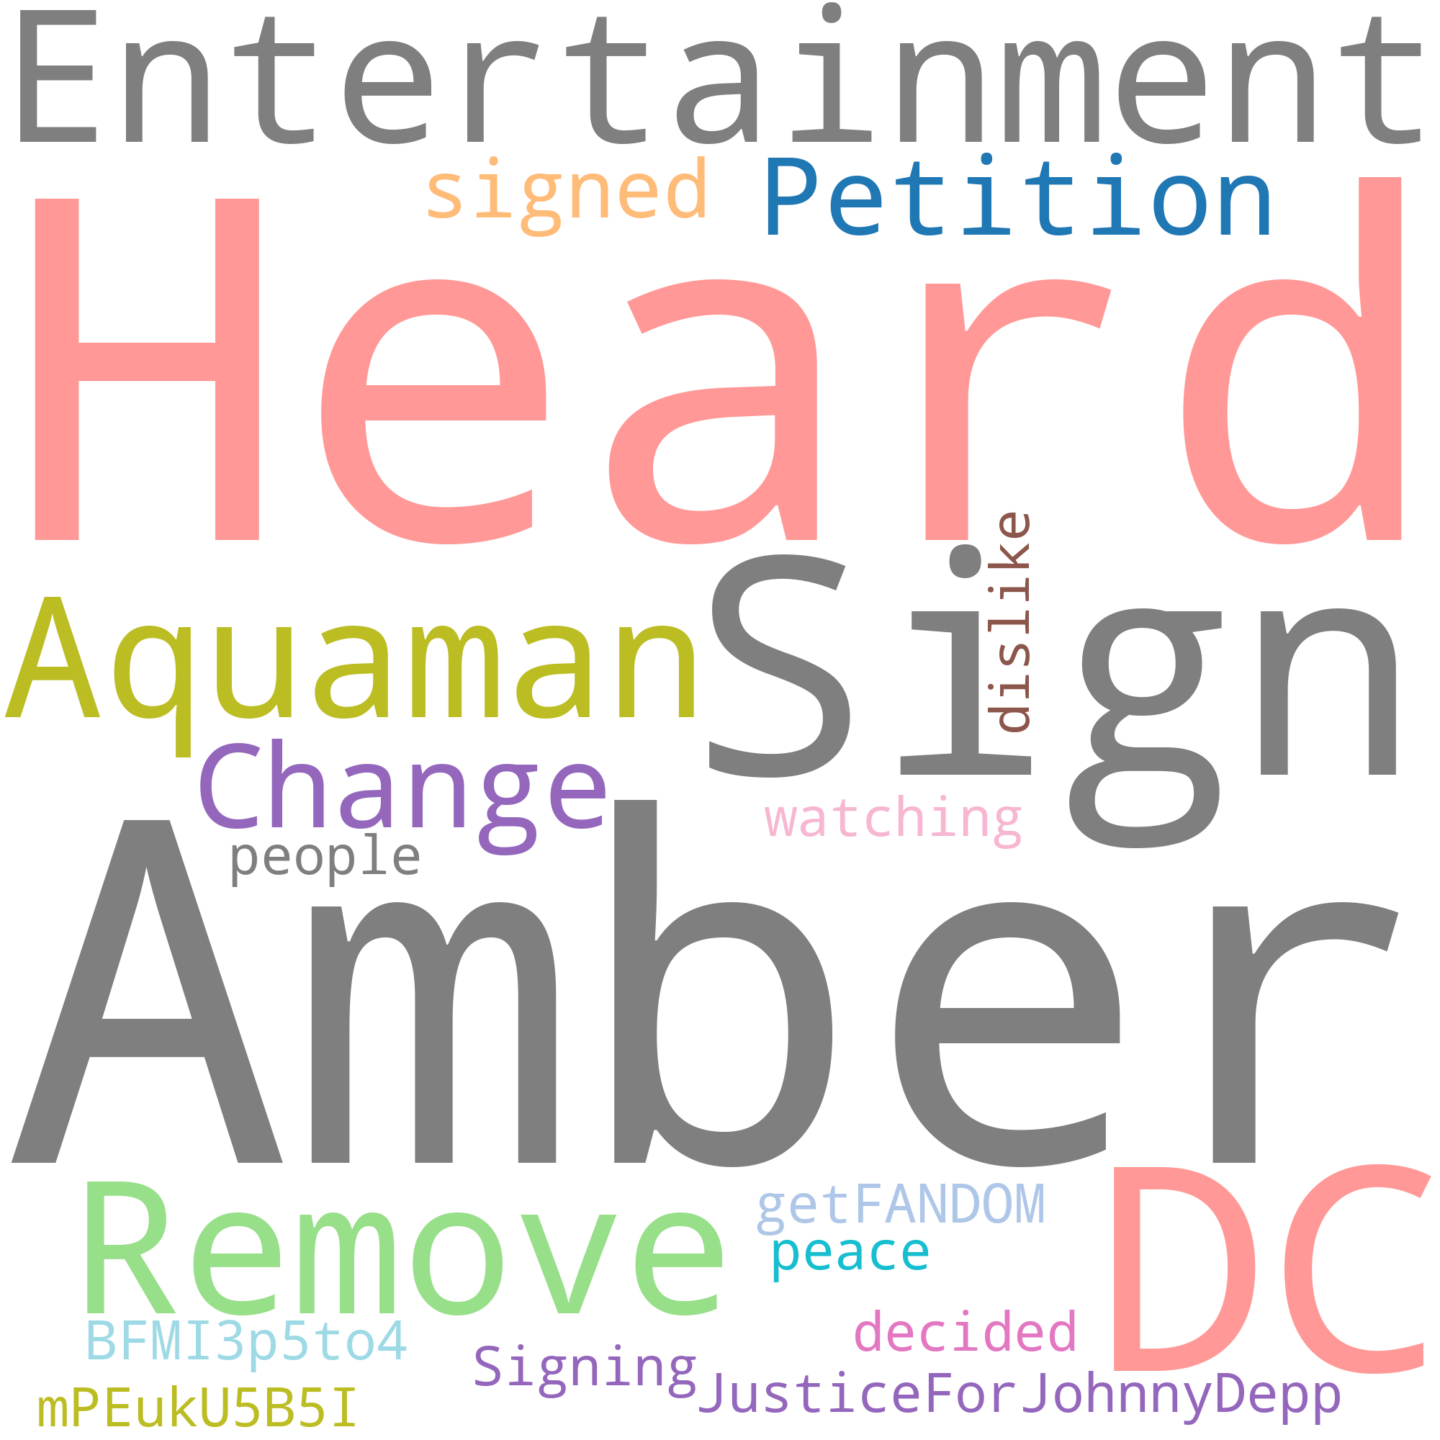 Entertainment
signed Petition
Heard
dislike
Aquaman Sign
Change
watching
people
Amber
Remove DC
getFANDOM
peace
BFMI3p5to4 decided
Signing
mPEukU5B5I JusticeForJohnnyDepp